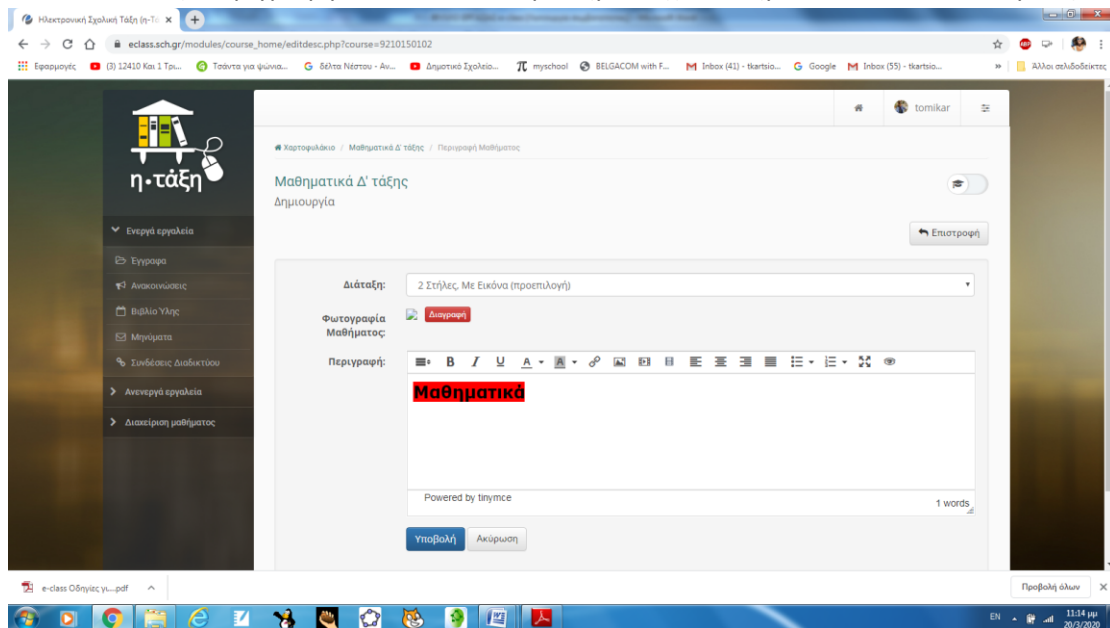 Ηλεκτρονική Σχολική Τάξη (η-Τά
eclass.sch.gr/modules/course_home/editdesc.php?course=9210150102
Εφαρμογές (3) 12410 Και 1 Τρι... Τσάντα για ψώνια... δέλτα Νέστου - Αν... Δημοτικό Σχολείο... myschool BELGACOM with F... Inbox (41) - tkartsio... Google Inbox (55) - tkartsio... » Άλλοι σελιδοδείκτες
tomikar
Χαρτοφυλάκιο / Μαθηματικά Δ' τάξης / Περιγραφή Μαθήματος
η·τάξη
Μαθηματικά Δ' τάξης
Δημιουργία
Επιστροφή
Ενεργά εργαλεία
Έγγραφα
Ανακοινώσεις
Βιβλίο Ύλης
Μηνύματα
Συνδέσεις Διαδικτύου
Ανενεργά εργαλεία
Διαχείριση μαθήματος
Διάταξη: 2 Στήλες, Με Εικόνα (προεπιλογή)
Φωτογραφία Μαθήματος: Διαγραφή
Περιγραφή:
B I U A A
Μαθηματικά
Powered by tinymce
1 words
Υποβολή Ακύρωση
e-class Οδηγίες γι....pdf
Προβολή όλων
EN 11:14 μμ
20/3/2020